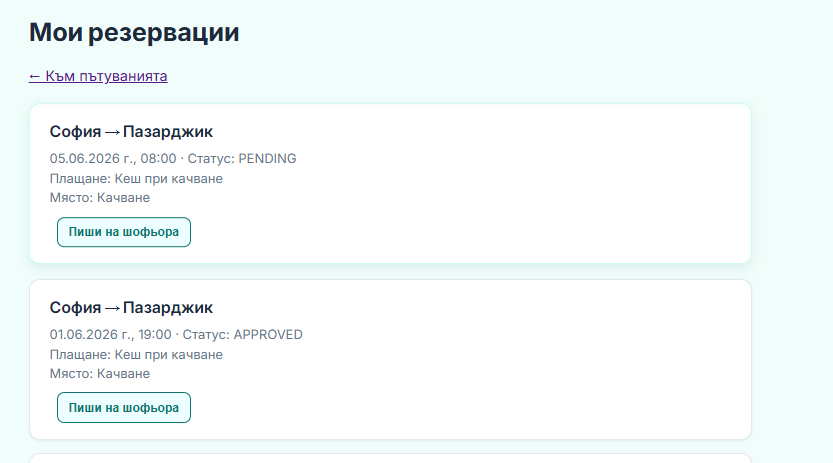 Мои резервации
← Към пътуванията
София → Пазарджик
05.06.2026 г., 08:00 · Статус: PENDING
Плащане: Кеш при качване
Място: Качване
Пиши на шофьора
София → Пазарджик
01.06.2026 г., 19:00 · Статус: APPROVED
Плащане: Кеш при качване
Място: Качване
Пиши на шофьора